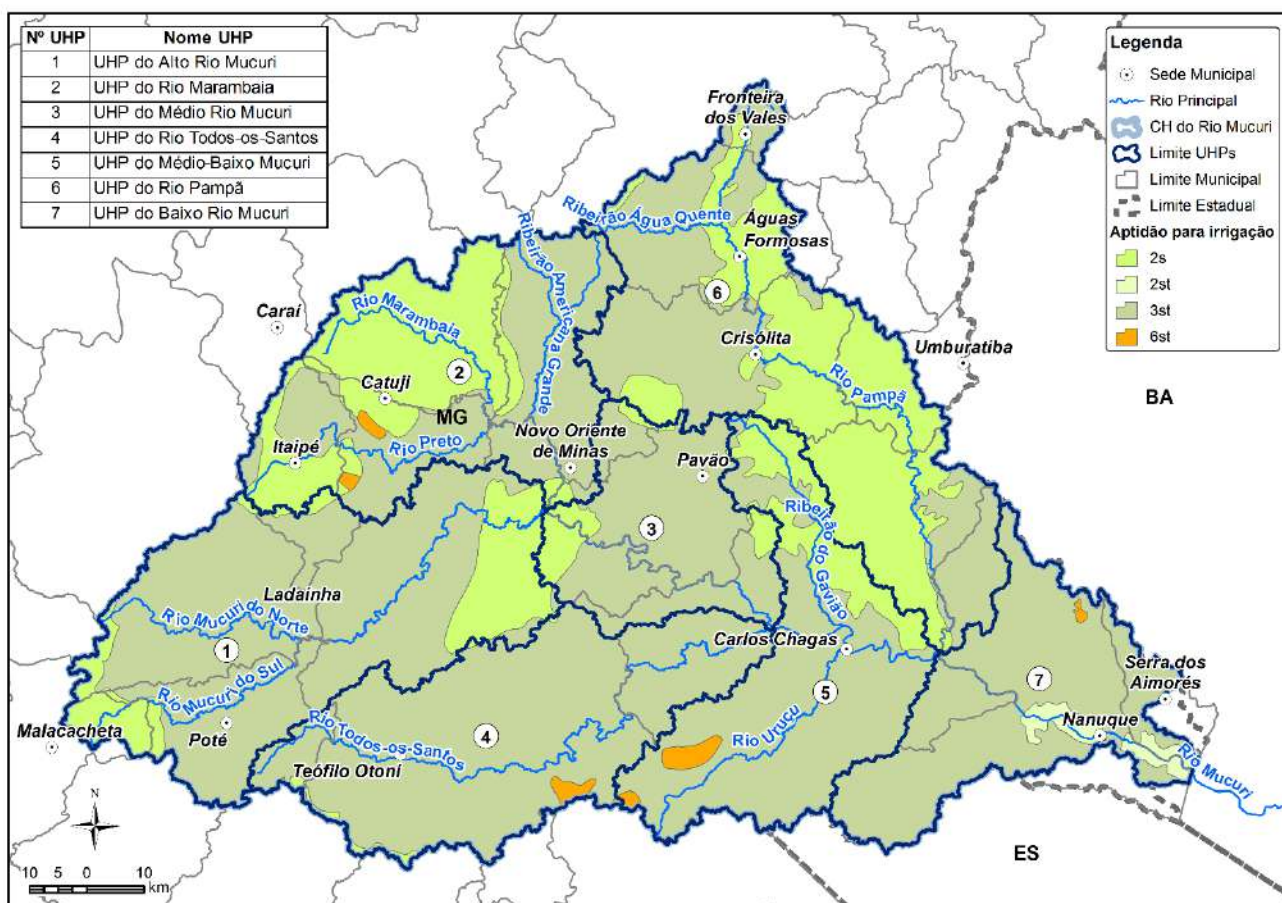 Nº UHP Nome UHP
1 UHP do Alto Rio Mucuri
2 UHP do Rio Marambaia
3 UHP do Médio Rio Mucuri
4 UHP do Rio Todos-os-Santos
5 UHP do Médio-Baixo Mucuri
6 UHP do Rio Pampã
7 UHP do Baixo Rio Mucuri
Legenda
Sede Municipal
Rio Principal
CH do Rio Mucuri
Limite UHPs
Limite Municipal
Limite Estadual
Aptidão para irrigação
2s
2st
3st
6st
Fronteira
dos Vales
Ribeirão Água Quente
Águas
Formosas
Ribeirão Americana Grande
6
Caraí
Rio Marambaia
Crisólita
Umburatiba
2
Catuji
MG
Rio Pampã
BA
Itaipé
Rio Preto
Novo Oriente
de Minas
Pavão
3
Ribeirão do Gavião
Ladainha
Rio Mucuri do Norte
1
Carlos Chagas
Rio Mucuri do Sul
5
7
Serra dos
Aimorés
Malacacheta
Poté
4
Rio Uruçu
Nanuque
Rio Todos-os-Santos
Teófilo Otoni
Rio Mucuri
N
ES
10 5 0 10
km